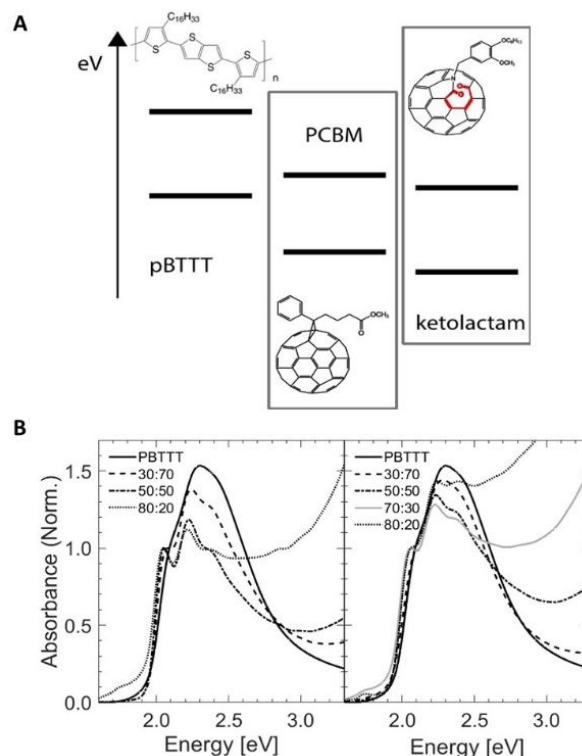 A
eV
C₁₆H₃₃
S
S
S
S
n
C₁₆H₃₃
pBTTT
PCBM
OCH₃
O
OC₆H₁₃
OCH₃
N
O
O
ketolactam
B
Absorbance (Norm.)
1.5
1.0
0.5
0.0
PBTTT
30:70
50:50
80:20
2.0 2.5 3.0
Energy [eV]
PBTTT
30:70
50:50
70:30
80:20
2.0 2.5 3.0
Energy [eV]